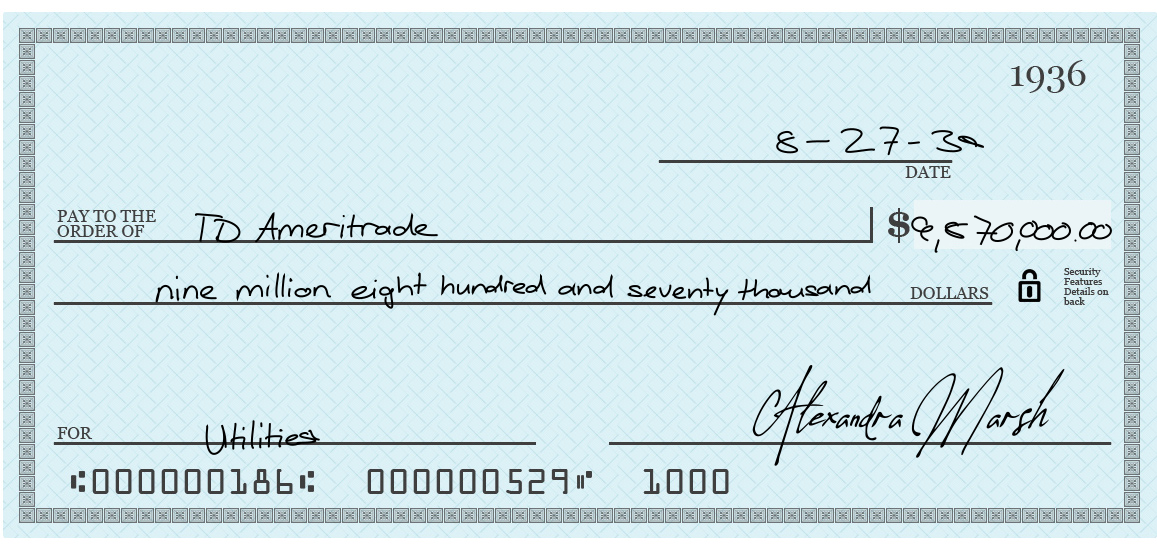 1936
8-27-30
DATE
PAY TO THE ORDER OF TD Ameritrade $9,870,000.00
nine million eight hundred and seventy thousand DOLLARS
Security Features Details on back
FOR Utilities Alexandra Marsh
⑆000000186⑆ 000000529⑈ 1000